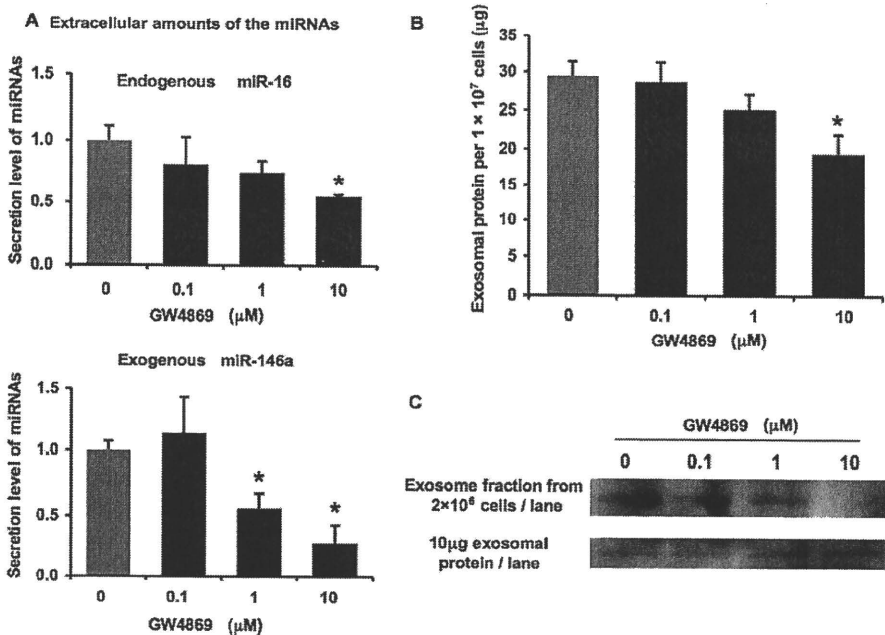 A Extracellular amounts of the miRNAs
Endogenous miR-16
Secretion level of miRNAs
1.5
1.0
0.5
0.0
*
0 0.1 1 10
GW4869 (μM)
Exogenous miR-146a
Secretion level of miRNAs
1.5
1.0
0.5
0.0
*
*
0 0.1 1 10
GW4869 (μM)
B
Exosomal protein per 1 × 10⁷ cells (μg)
35
30
25
20
15
10
5
0
*
0 0.1 1 10
GW4869 (μM)
C
GW4869 (μM)
0 0.1 1 10
Exosome fraction from
2×10⁶ cells / lane
10μg exosomal
protein / lane